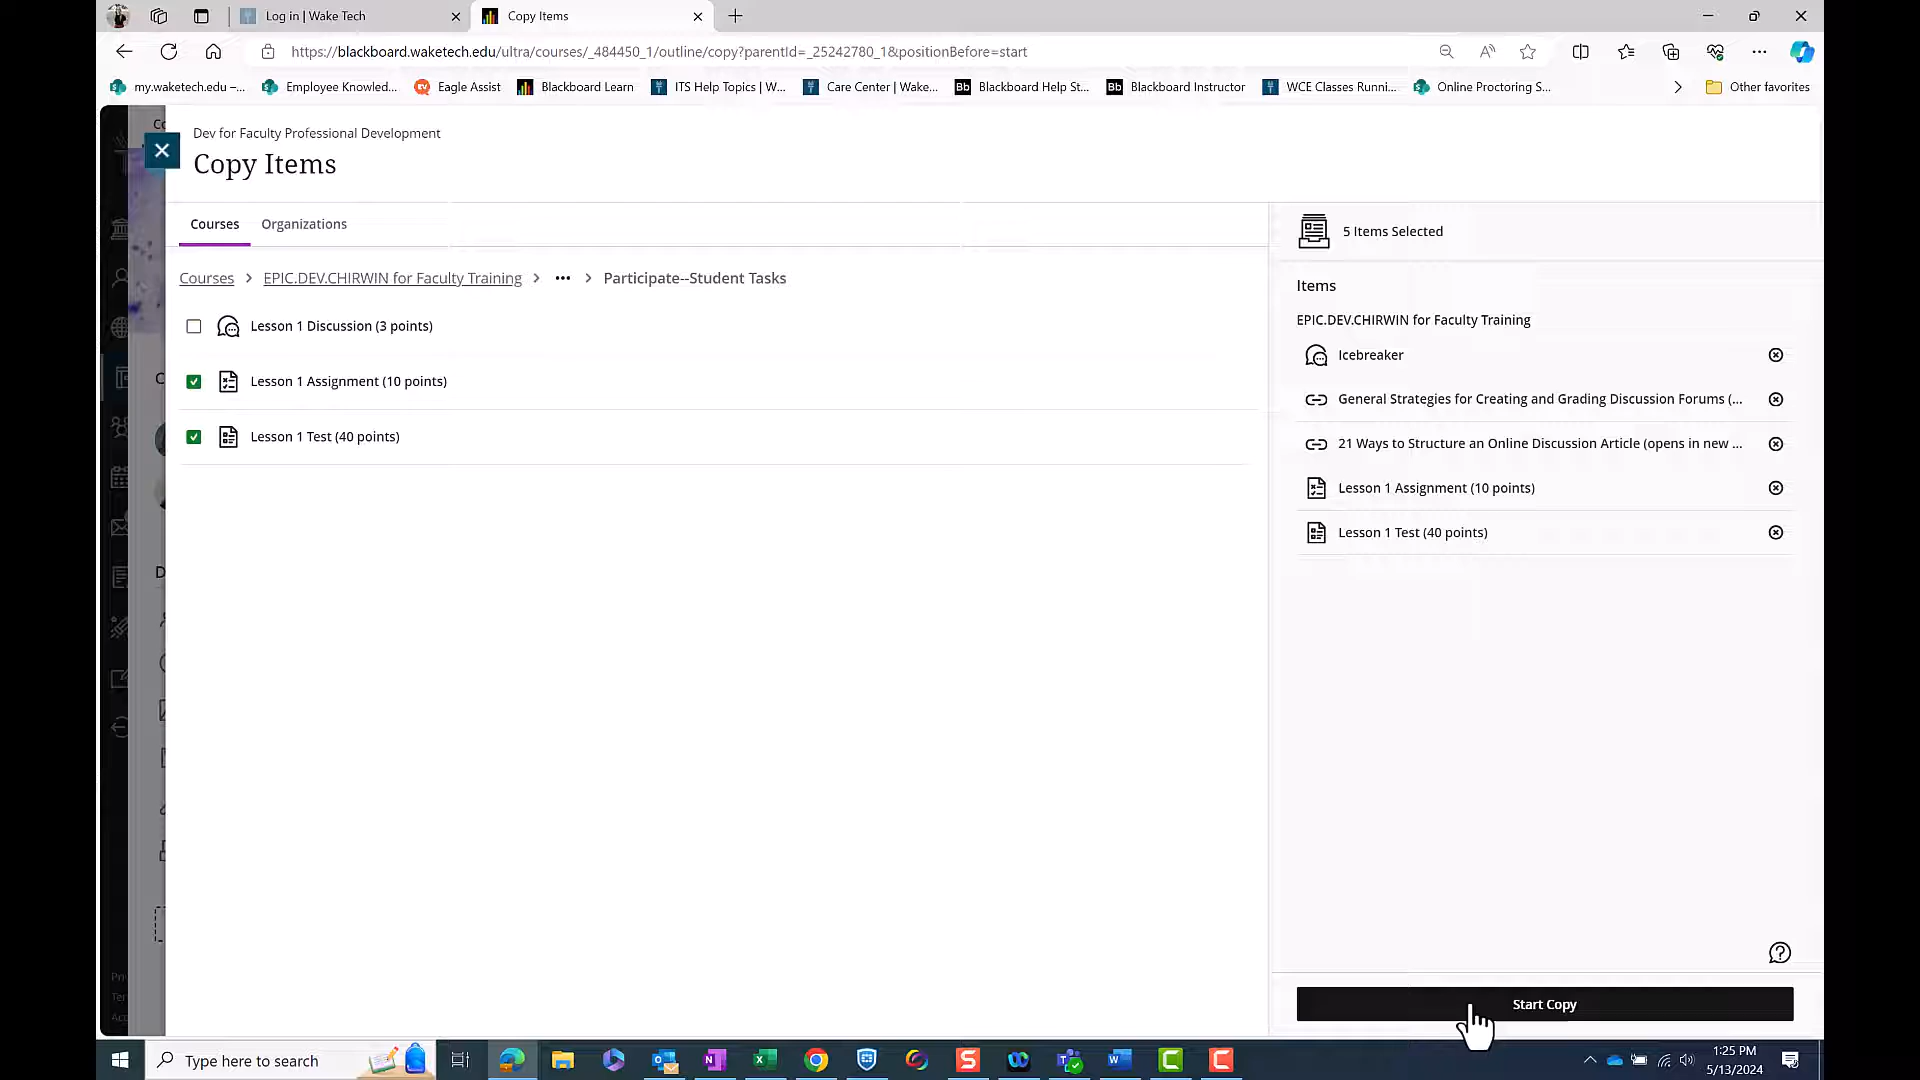 Log in | Wake Tech
Copy Items
https://blackboard.waketech.edu/ultra/courses/_484450_1/outline/copy?parentId=_25242780_1&positionBefore=start
my.waketech.edu –...
Employee Knowled...
Eagle Assist
Blackboard Learn
ITS Help Topics | W...
Care Center | Wake...
Blackboard Help St...
Blackboard Instructor
WCE Classes Runni...
Online Proctoring S...
Other favorites
Dev for Faculty Professional Development
Copy Items
Courses
Organizations
Courses > EPIC.DEV.CHIRWIN for Faculty Training > ••• > Participate--Student Tasks
Lesson 1 Discussion (3 points)
Lesson 1 Assignment (10 points)
Lesson 1 Test (40 points)
5 Items Selected
Items
EPIC.DEV.CHIRWIN for Faculty Training
Icebreaker
General Strategies for Creating and Grading Discussion Forums (...
21 Ways to Structure an Online Discussion Article (opens in new ...
Lesson 1 Assignment (10 points)
Lesson 1 Test (40 points)
Start Copy
Type here to search
1:25 PM
5/13/2024